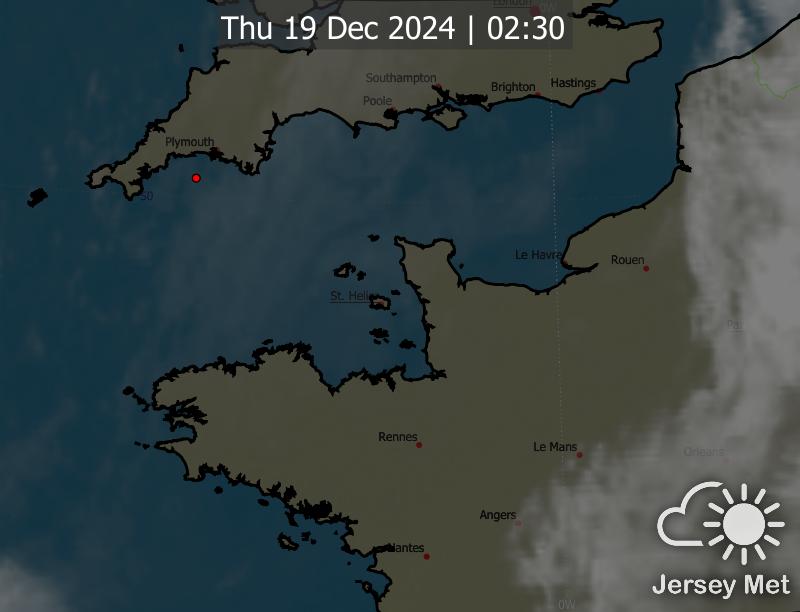 London
0W
Thu 19 Dec 2024 | 02:30
Southampton
Brighton
Hastings
Poole
Plymouth
50
Le Havre
Rouen
St. Helier
Rennes
Le Mans
Orleans
Angers
Nantes
Jersey Met
0W